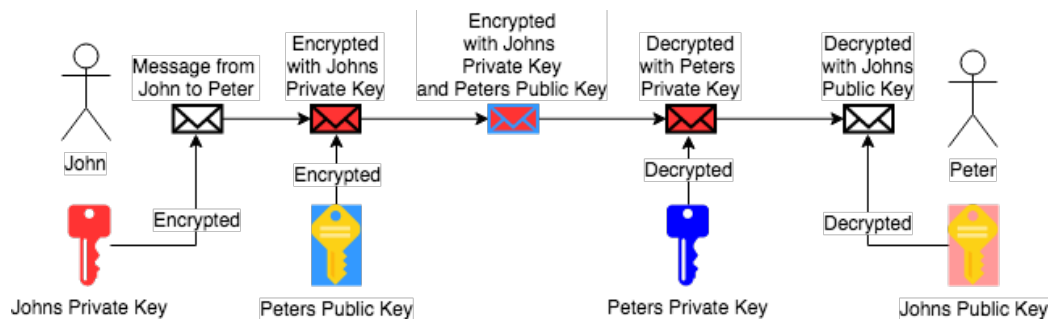 Message from
John to Peter
Encrypted
with Johns
Private Key
Encrypted
with Johns
Private Key
and Peters Public Key
Decrypted
with Peters
Private Key
Decrypted
with Johns
Public Key
John
Encrypted
Encrypted
Decrypted
Decrypted
Peter
Johns Private Key
Peters Public Key
Peters Private Key
Johns Public Key